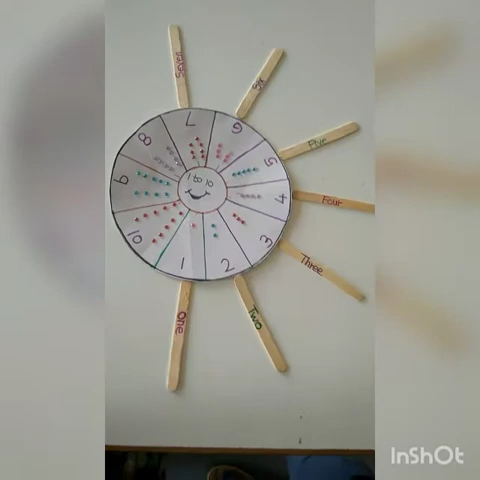 1 to 10
1
2
3
4
5
6
7
8
9
10
One
Two
Three
Four
Five
Six
Seven
InShOt